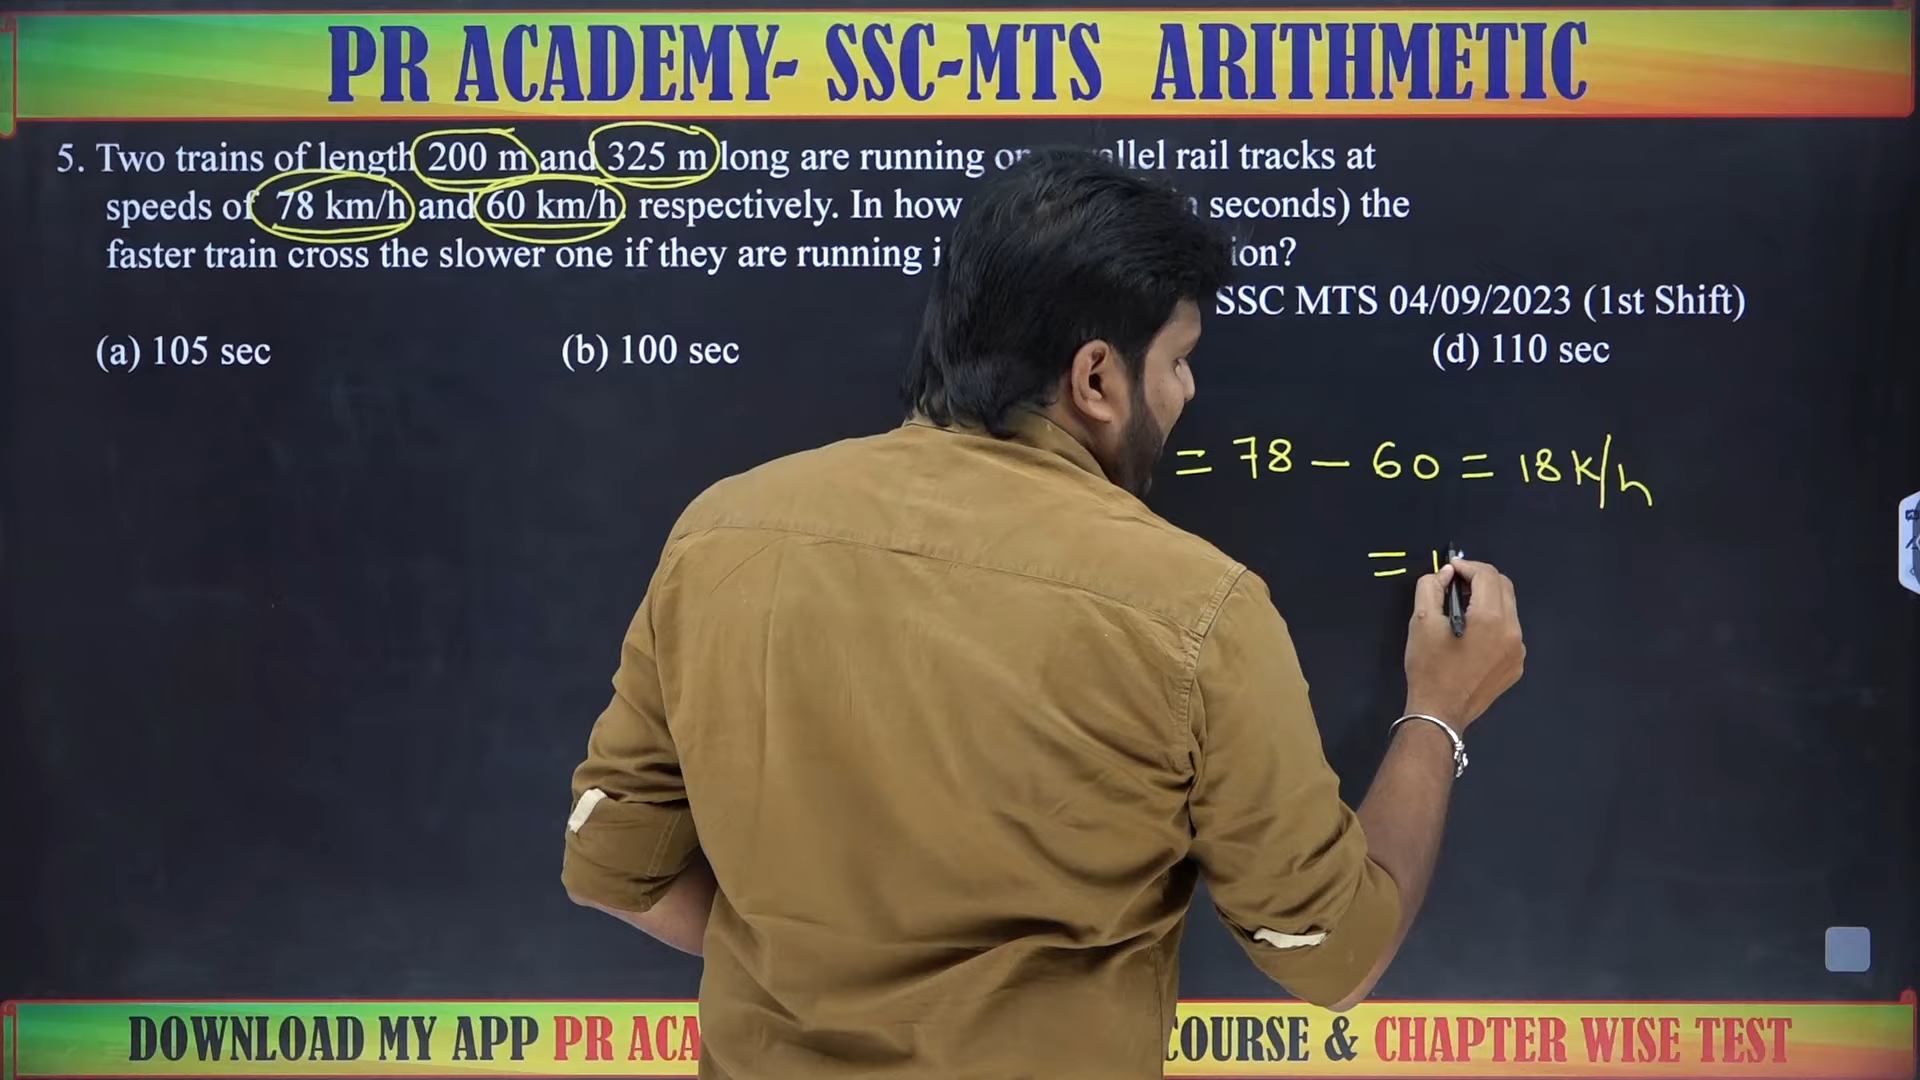 PR ACADEMY- SSC-MTS ARITHMETIC
5. Two trains of length 200 m and 325 m long are running on rail tracks at
speeds of 78 km/h and 60 km/h respectively. In how seconds) the
faster train cross the slower one if they are running
SSC MTS 04/09/2023 (1st Shift)
(a) 105 sec (b) 100 sec (d) 110 sec
= 78 - 60 = 18 K/h
=
DOWNLOAD MY APP PR COURSE & CHAPTER WISE TEST